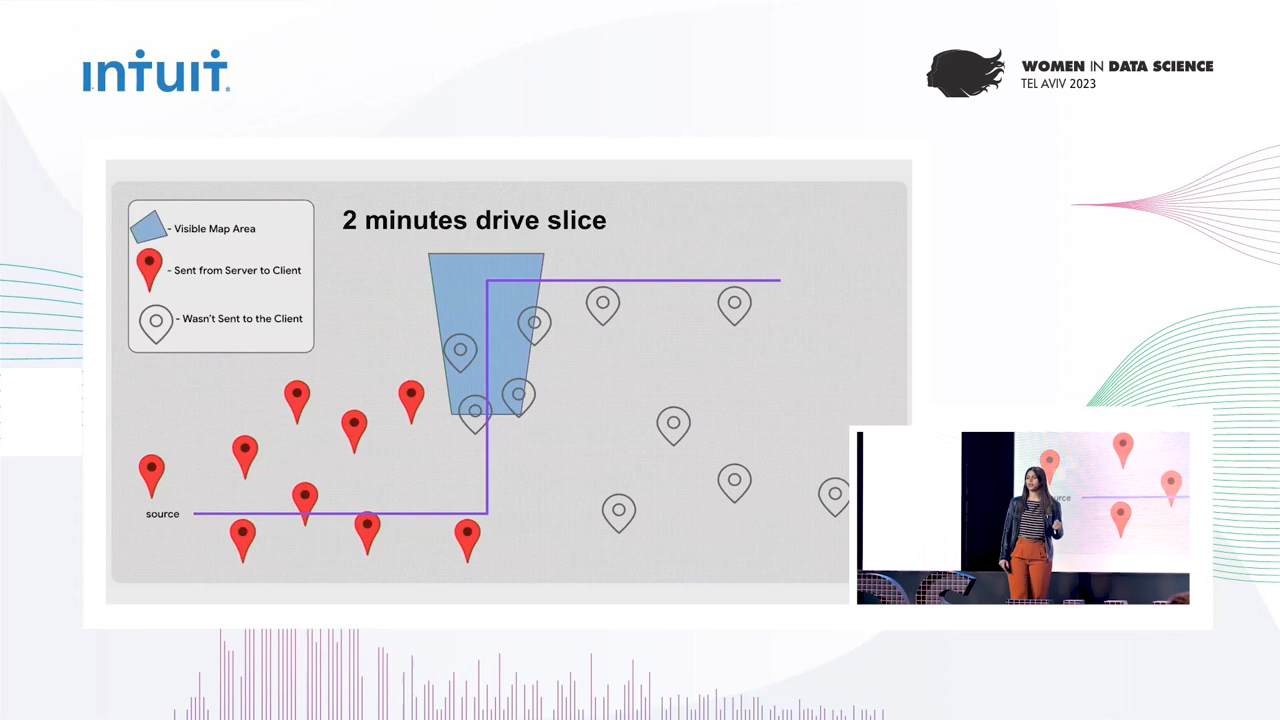 INTUIT
WOMEN IN DATA SCIENCE
TEL AVIV 2023
2 minutes drive slice
- Visible Map Area
- Sent from Server to Client
- Wasn't Sent to the Client
source